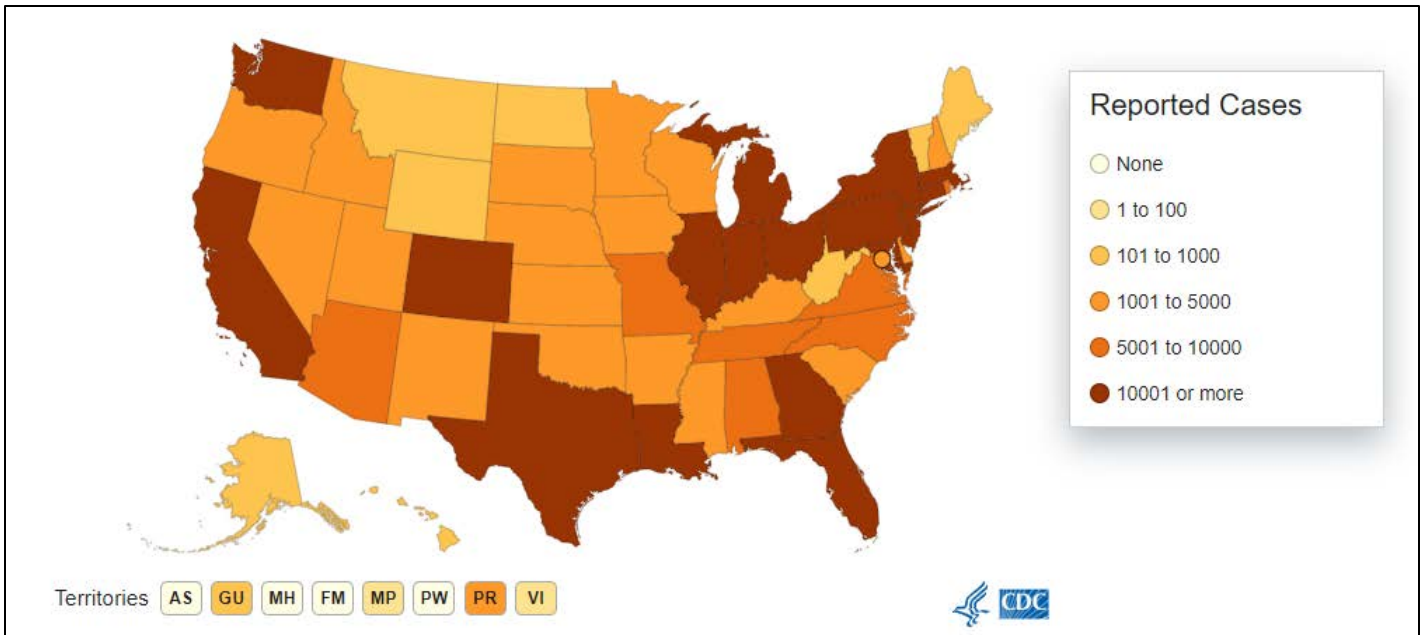 Reported Cases
None
1 to 100
101 to 1000
1001 to 5000
5001 to 10000
10001 or more
Territories AS GU MH FM MP PW PR VI
CDC